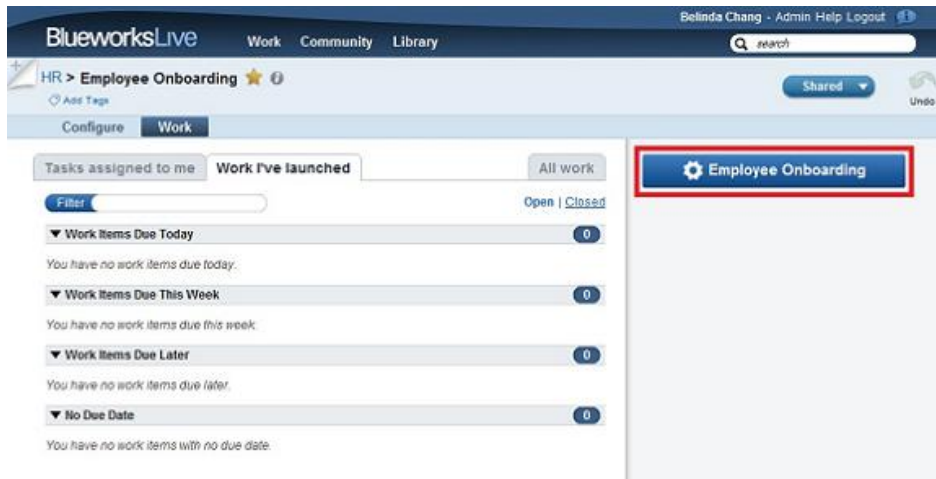 Belinda Chang - Admin Help Logout
BlueworksLive Work Community Library search
HR > Employee Onboarding
Add Tags
Shared
Undo
Configure Work
Tasks assigned to me Work I've launched All work
Employee Onboarding
Filter Open | Closed
Work Items Due Today 0
You have no work items due today.
Work Items Due This Week 0
You have no work items due this week.
Work Items Due Later 0
You have no work items due later.
No Due Date 0
You have no work items with no due date.